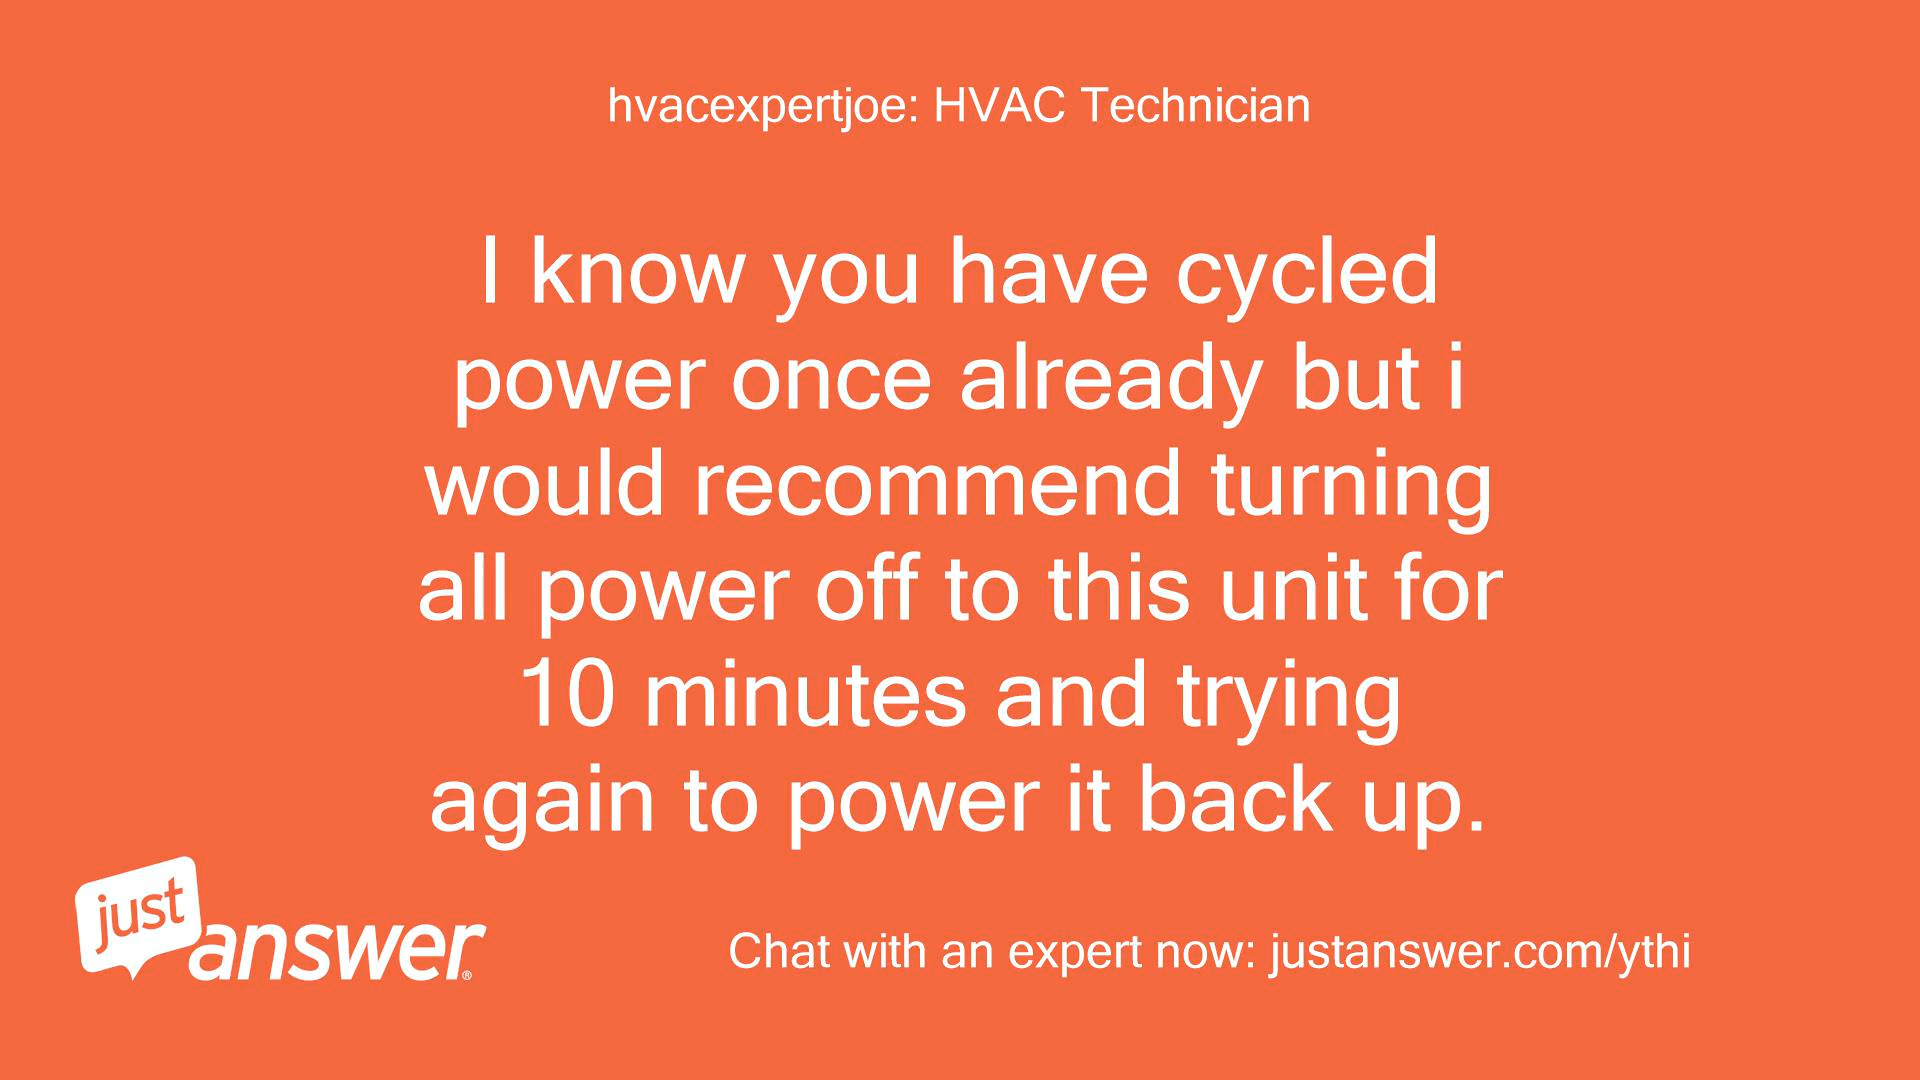 hvacexpertjoe: HVAC Technician
I know you have cycled
power once already but i
would recommend turning
all power off to this unit for
10 minutes and trying
again to power it back up.
just
answer®
Chat with an expert now: justanswer.com/ythi